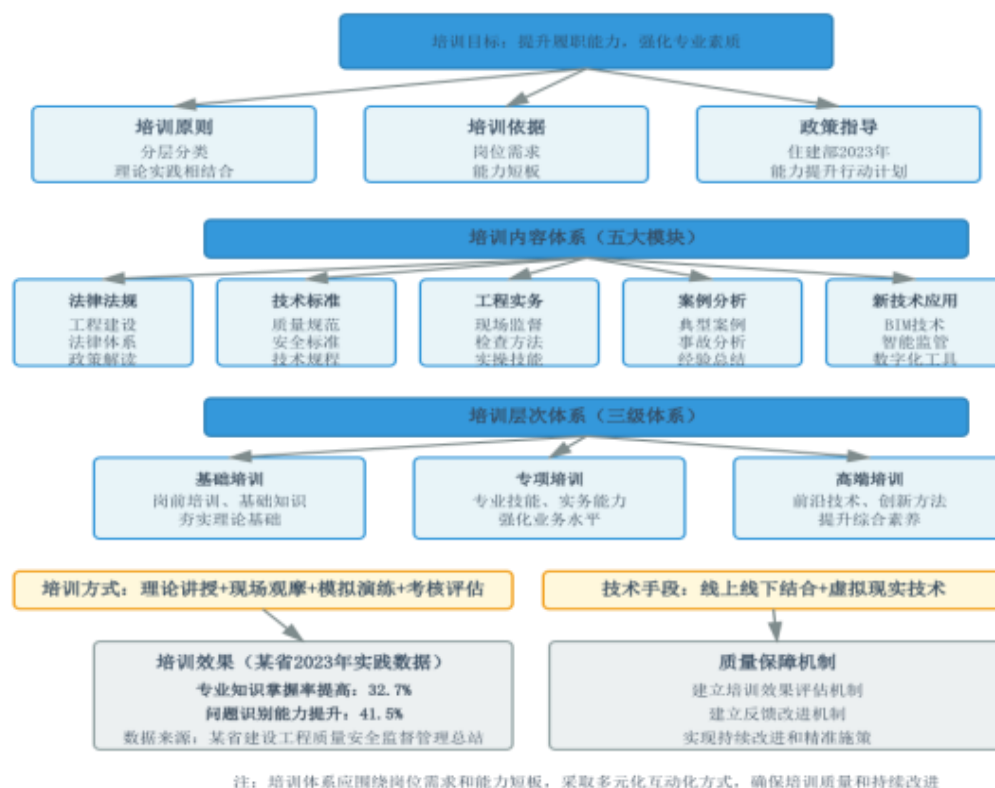 培训目标：提升履职能力，强化专业素质
培训原则
分层分类
理论实践相结合
培训依据
岗位需求
能力短板
政策指导
住建部2023年
能力提升行动计划
培训内容体系（五大模块）
法律法规
工程建设
法律体系
政策解读
技术标准
质量规范
安全标准
技术规程
工程实务
现场监督
检查方法
实操技能
案例分析
典型案例
事故分析
经验总结
新技术应用
BIM技术
智能监管
数字化工具
培训层次体系（三级体系）
基础培训
岗前培训、基础知识
夯实理论基础
专项培训
专业技能、实务能力
强化业务水平
高端培训
前沿技术、创新方法
提升综合素养
培训方式：理论讲授+现场观摩+模拟演练+考核评估
技术手段：线上线下结合+虚拟现实技术
培训效果（某省2023年实践数据）
专业知识掌握率提高：32.7%
问题识别能力提升：41.5%
数据来源：某省建设工程质量安全监督管理总站
质量保障机制
建立培训效果评估机制
建立反馈改进机制
实现持续改进和精准施策
注：培训体系应围绕岗位需求和能力短板，采取多元化互动化方式，确保培训质量和持续改进